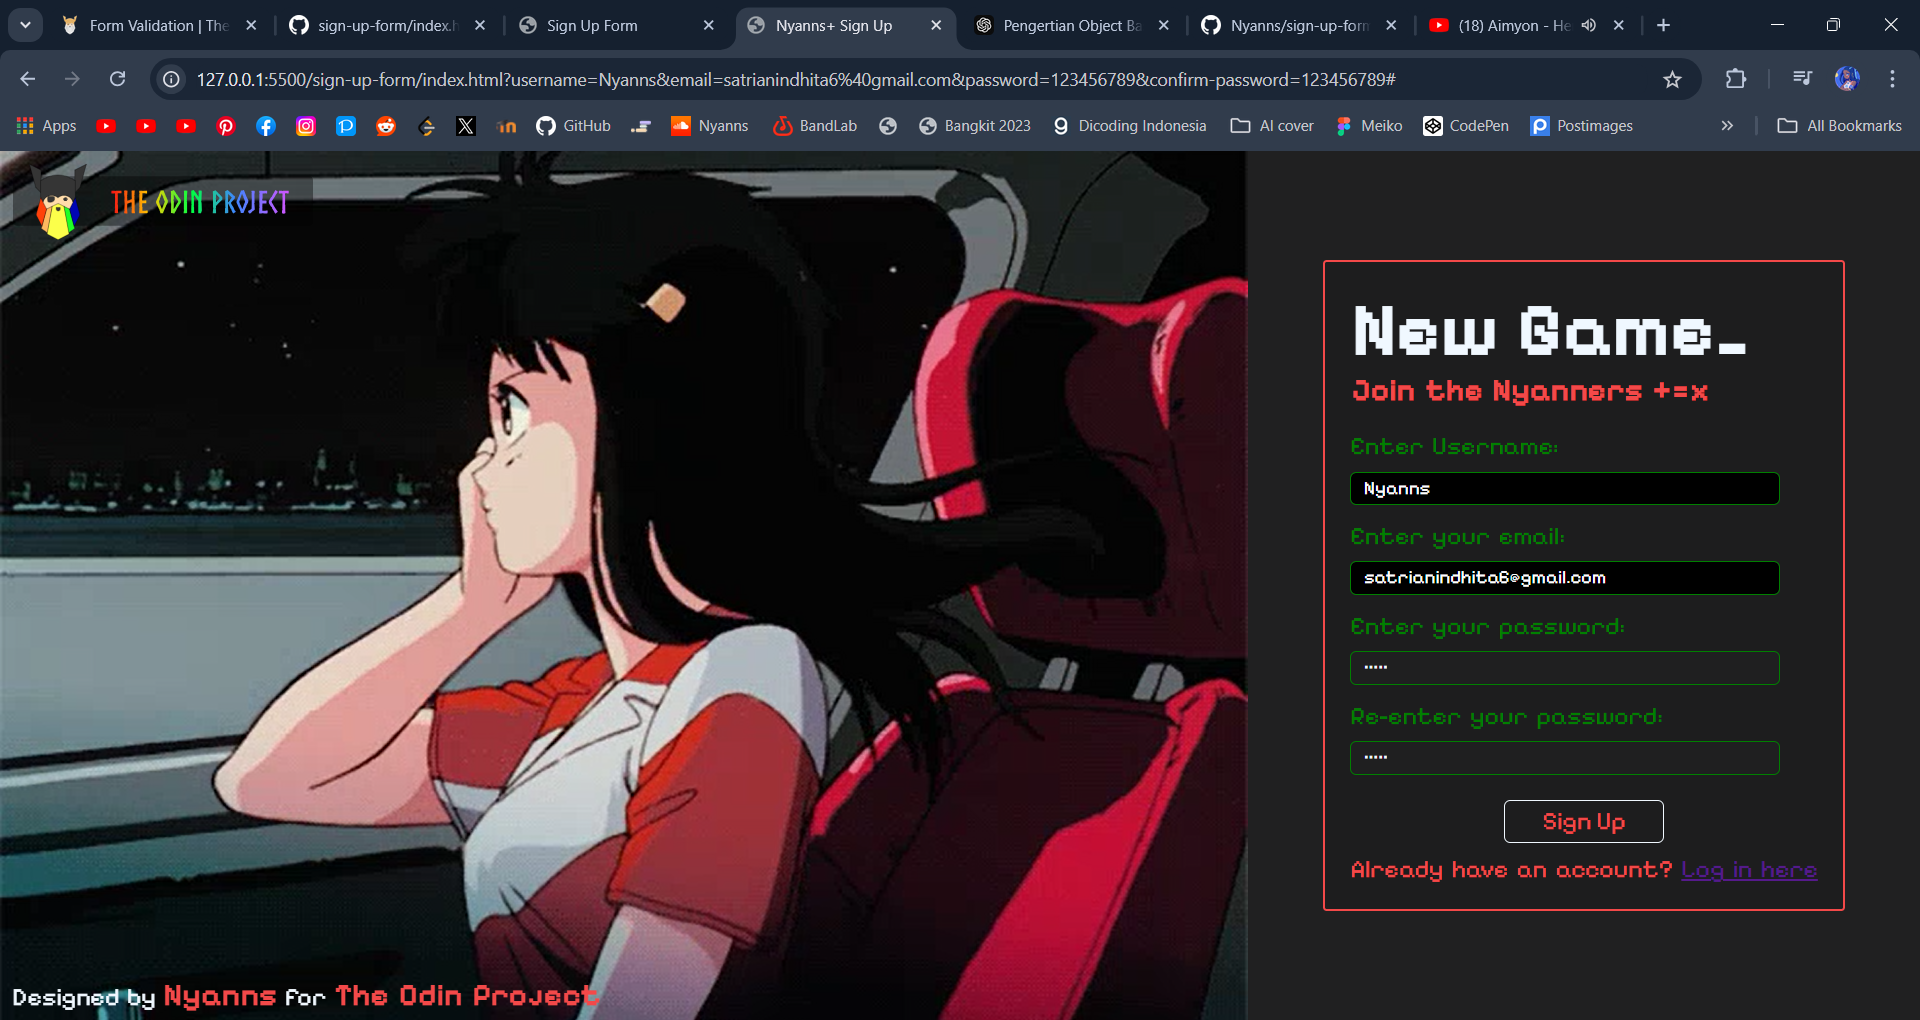 Form Validation | The
sign-up-form/index.h
Sign Up Form
Nyanns+ Sign Up
Pengertian Object Ba
Nyanns/sign-up-forn
(18) Aimyon - He
127.0.0.1:5500/sign-up-form/index.html?username=Nyanns&email=satrianindhita6%40gmail.com&password=123456789&confirm-password=123456789#
Apps
GitHub
Nyanns
BandLab
Bangkit 2023
Dicoding Indonesia
AI cover
Meiko
CodePen
Postimages
»
All Bookmarks
THE ODIN PROJECT
New Game_
Join the Nyanners +=x
Enter Username:
Nyanns
Enter your email:
satrianindhita6@gmail.com
Enter your password:
•••••
Re-enter your password:
•••••
Sign Up
Already have an account? Log in here
Designed by Nyanns for The Odin Project